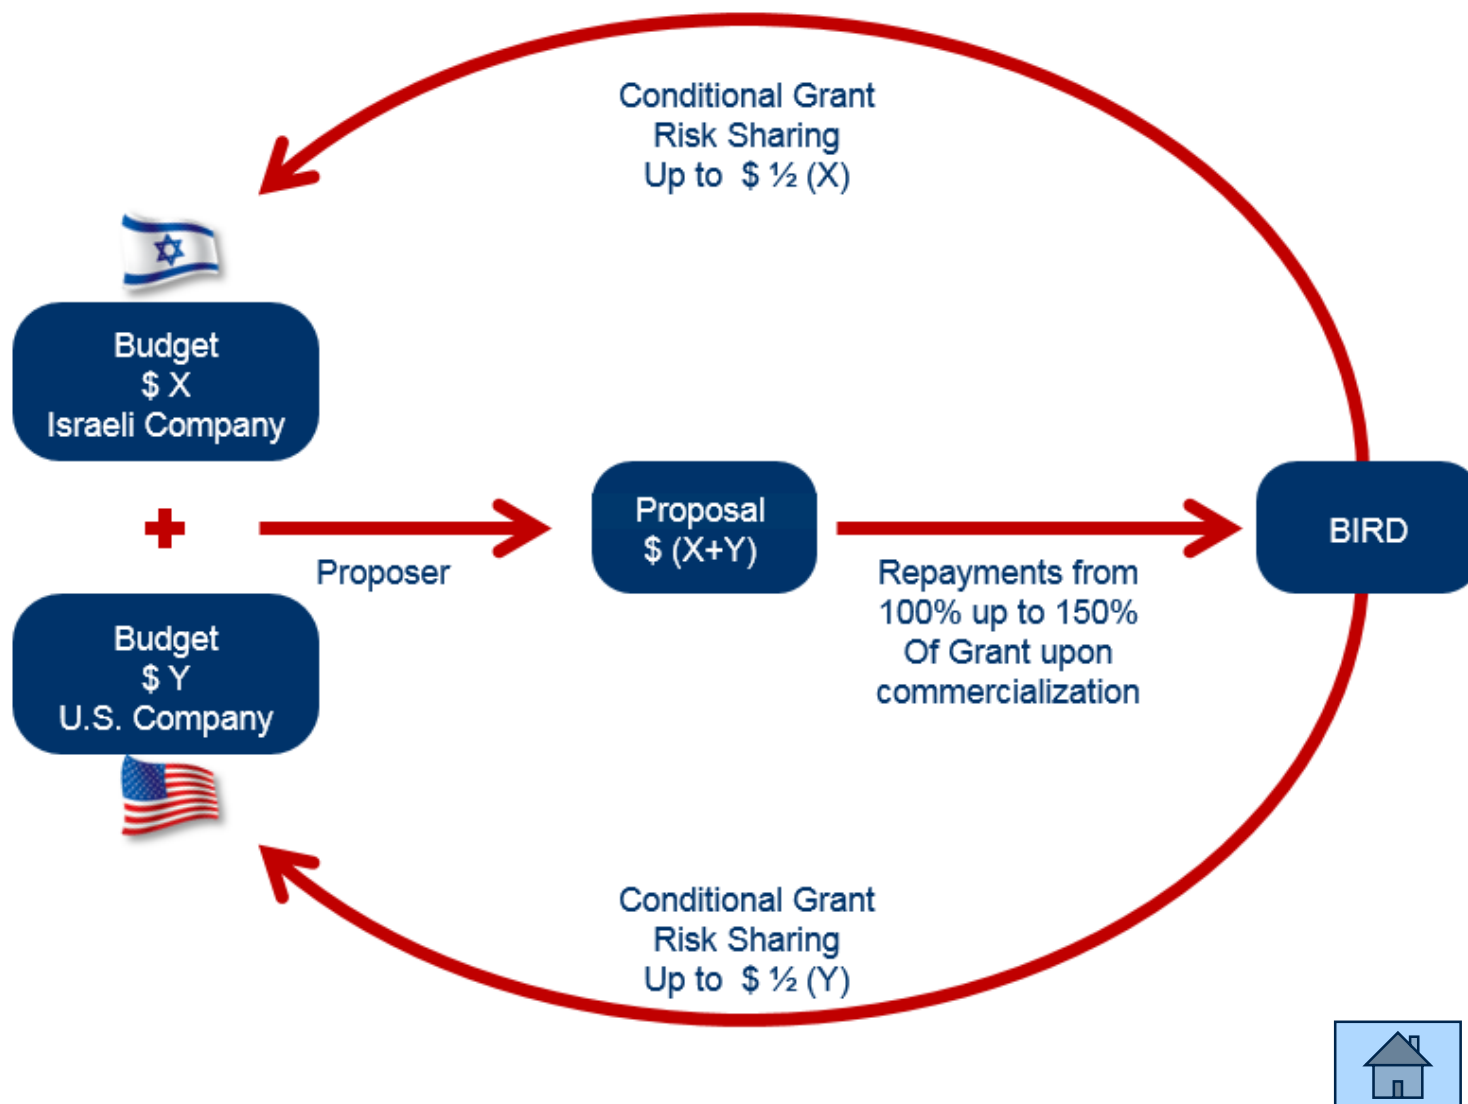 Conditional Grant
Risk Sharing
Up to $ ½ (X)
Budget
$ X
Israeli Company
Proposer
Proposal
$ (X+Y)
Repayments from
100% up to 150%
Of Grant upon
commercialization
BIRD
Budget
$ Y
U.S. Company
Conditional Grant
Risk Sharing
Up to $ ½ (Y)